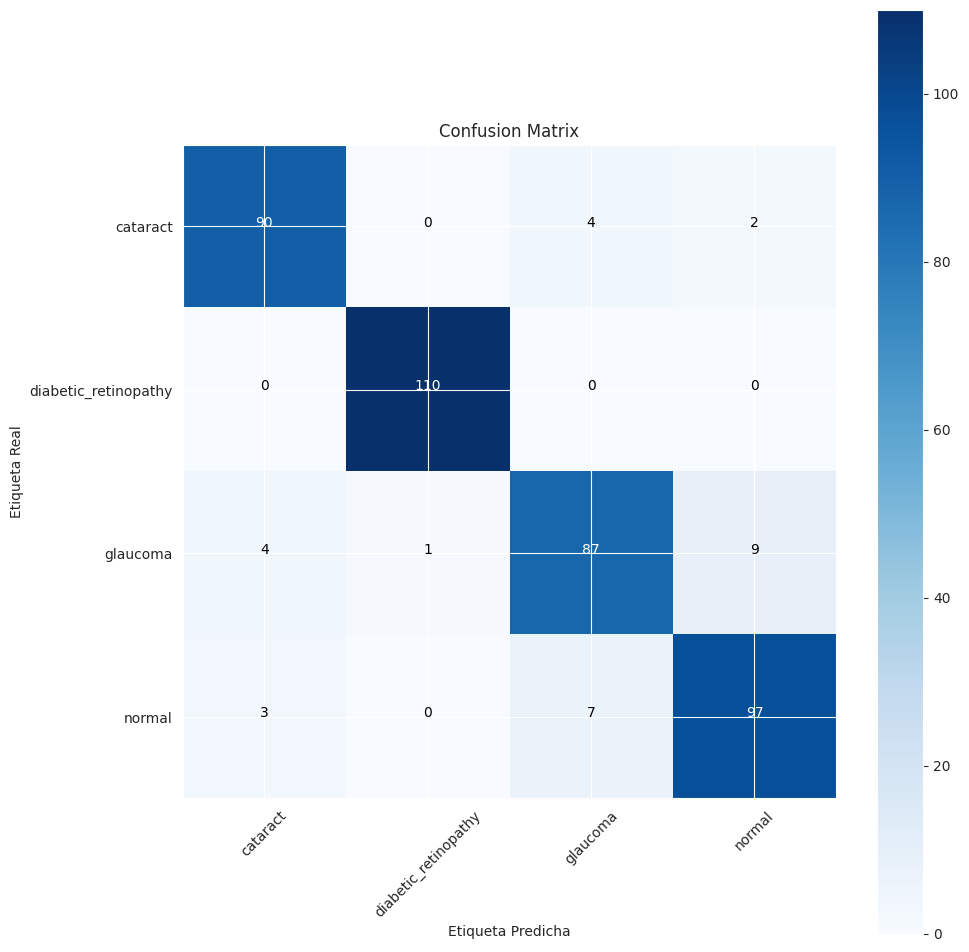 Confusion Matrix
cataract 90 0 4 2
diabetic_retinopathy 0 110 0 0
glaucoma 4 1 87 9
normal 3 0 7 97
cataract diabetic_retinopathy glaucoma normal
Etiqueta Real
Etiqueta Predicha
100
80
60
40
20
0